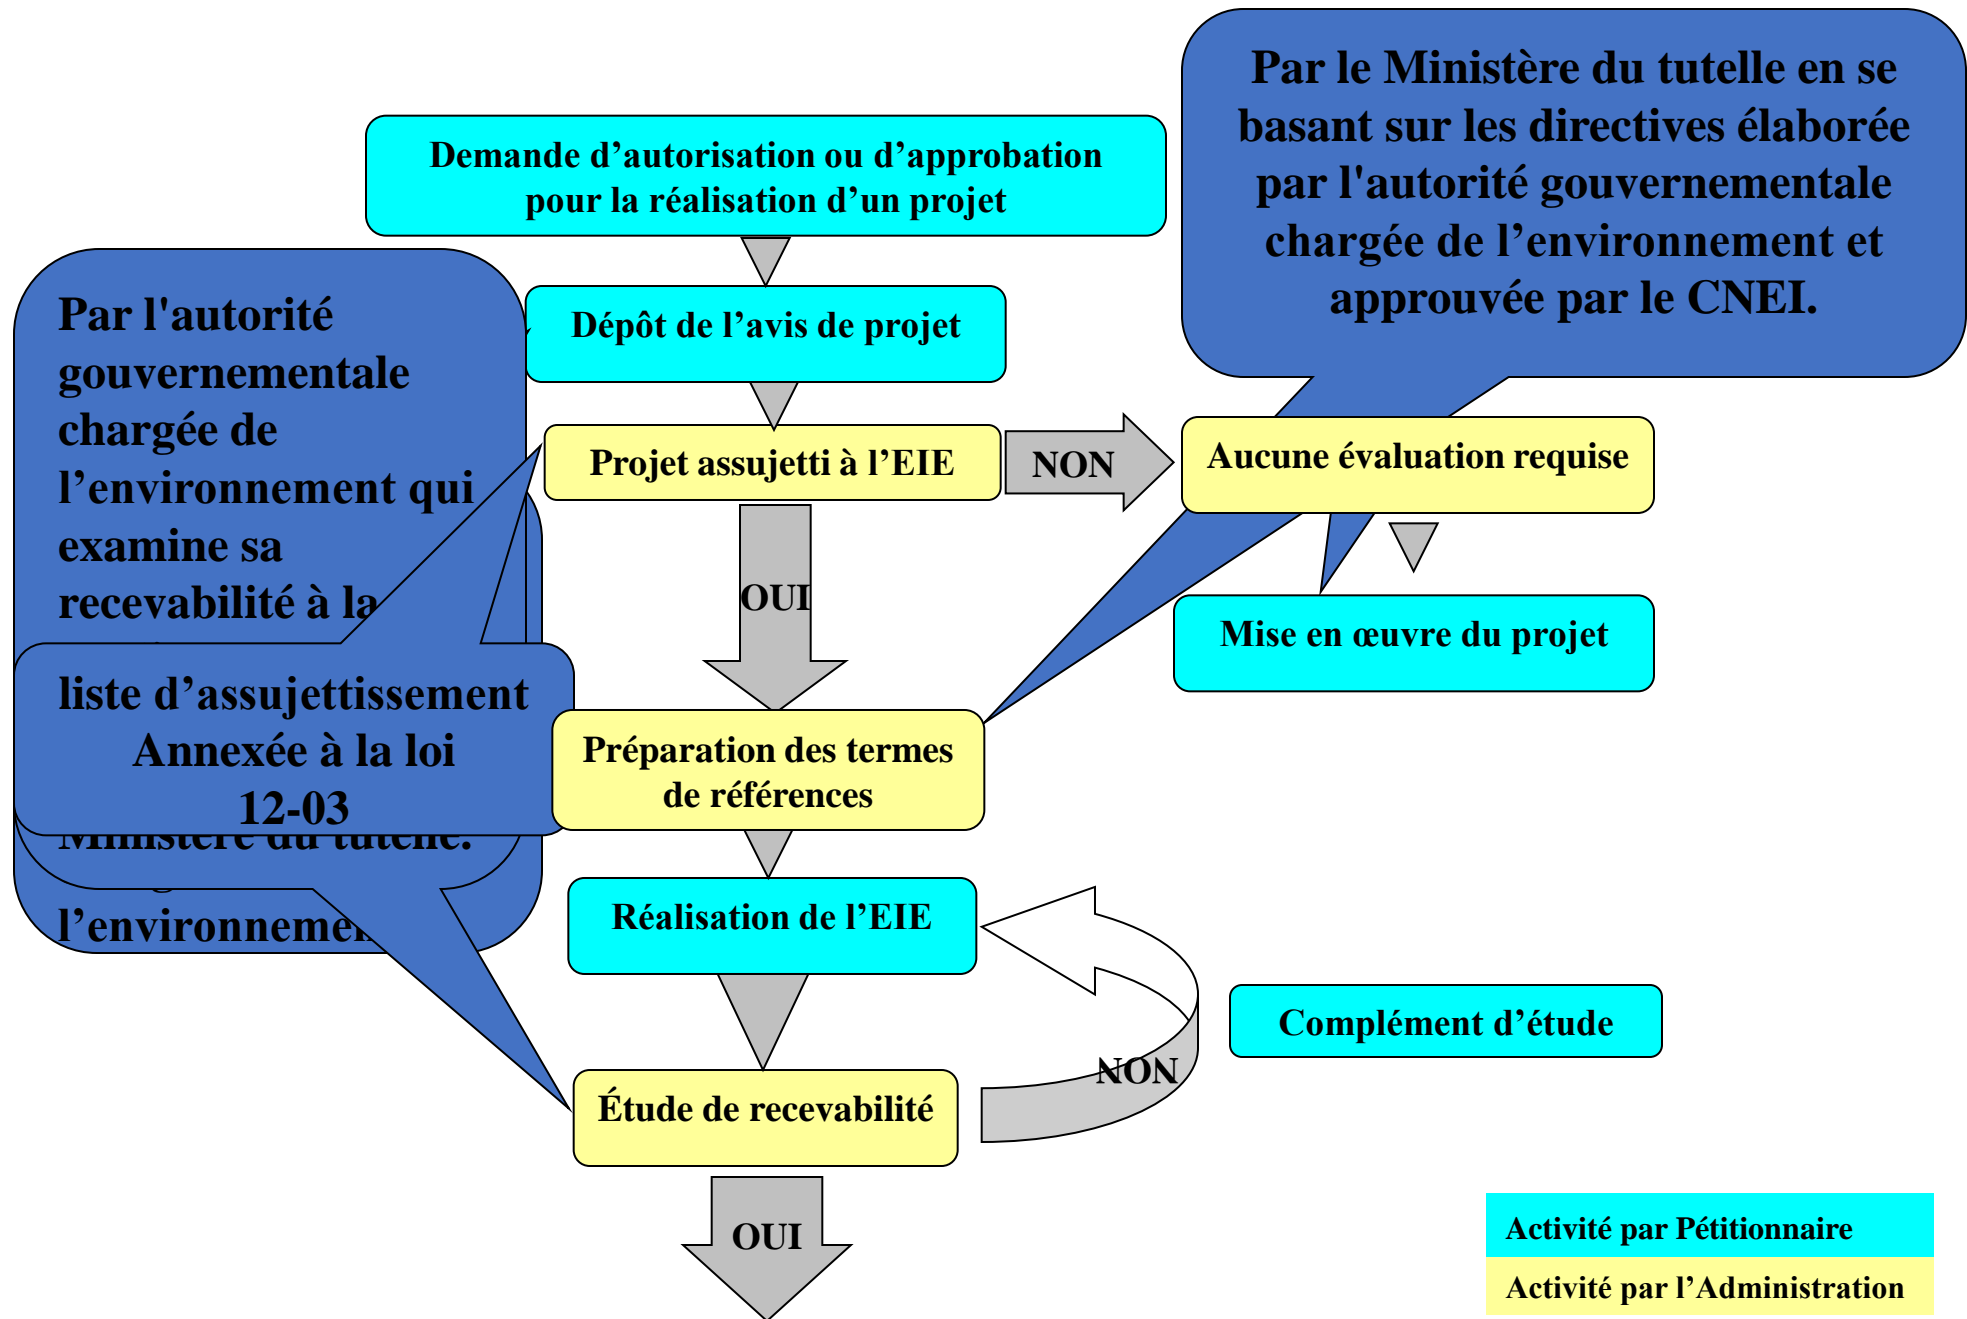 Par le Ministère du tutelle en se
basant sur les directives élaborée
par l'autorité gouvernementale
chargée de l’environnement et
approuvée par le CNEI.
Demande d’autorisation ou d’approbation
pour la réalisation d’un projet
Dépôt de l’avis de projet
Par l'autorité
gouvernementale
chargée de
l’environnement qui
examine sa
recevabilité à la
Projet assujetti à l’EIE
NON
Aucune évaluation requise
OUI
Mise en œuvre du projet
liste d’assujettissement
Annexée à la loi
12-03
Ministère du tutelle.
Préparation des termes
de références
Réalisation de l’EIE
Complément d’étude
NON
Étude de recevabilité
OUI
Activité par Pétitionnaire
Activité par l’Administration